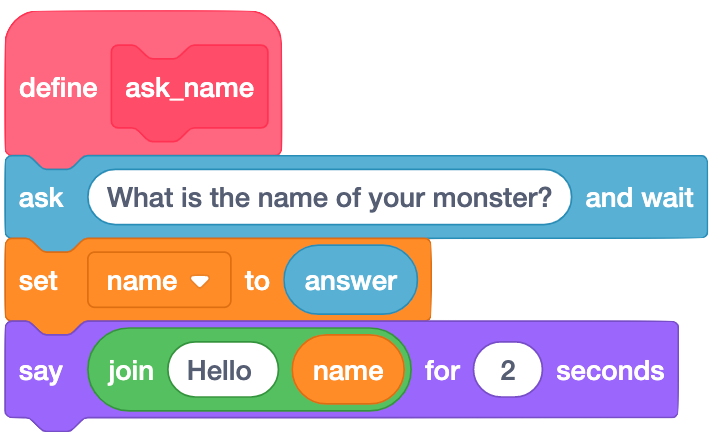 define ask_name
ask What is the name of your monster? and wait
set name to answer
say join Hello name for 2 seconds